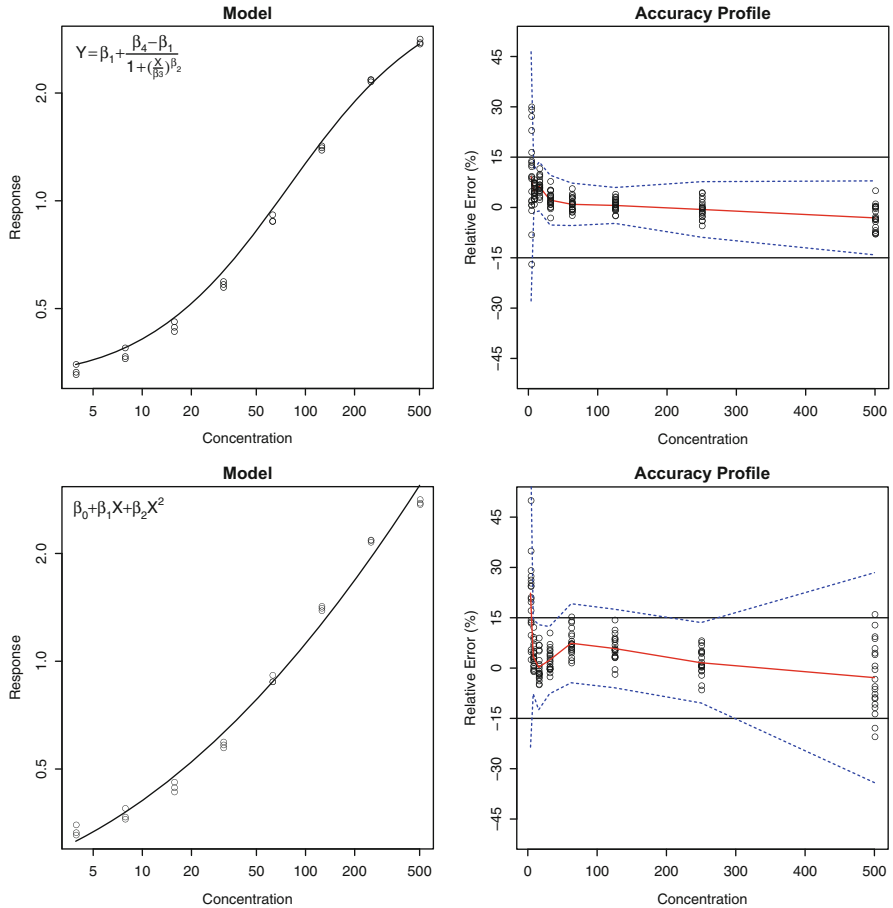 Model
Y=β₁+ β₄−β₁ / 1+(X/β₃)^β₂
Response
2.0
1.0
0.5
5 10 20 50 100 200 500
Concentration
Accuracy Profile
Relative Error (%)
45
30
15
0
−15
−30
−45
0 100 200 300 400 500
Concentration
Model
β₀+β₁X+β₂X²
Response
2.0
1.0
0.5
5 10 20 50 100 200 500
Concentration
Accuracy Profile
Relative Error (%)
45
30
15
0
−15
−30
−45
0 100 200 300 400 500
Concentration